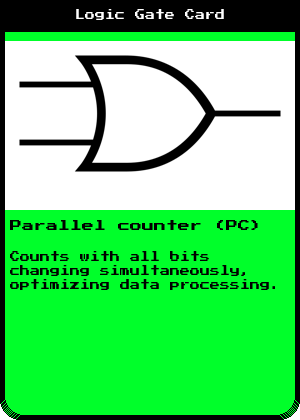 Logic Gate Card
Parallel counter (PC)
Counts with all bits
changing simultaneously,
optimizing data processing.